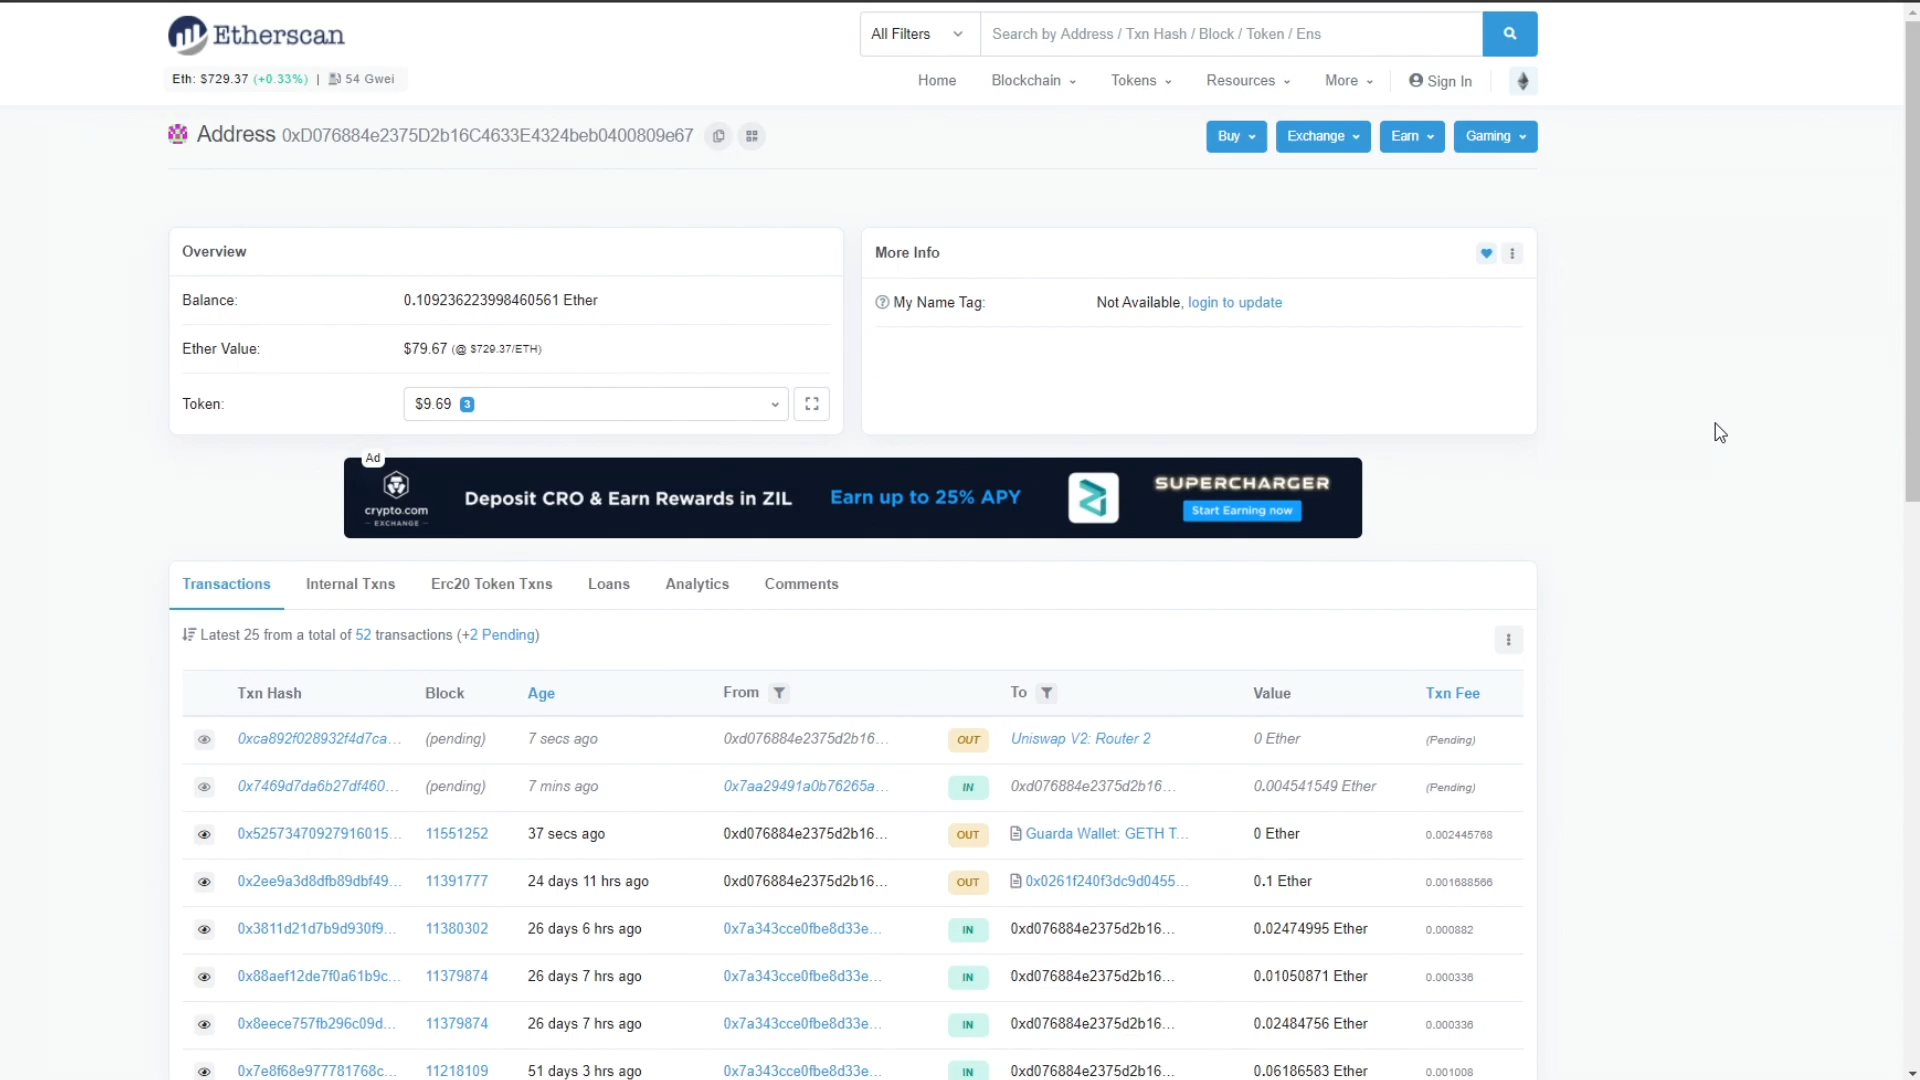 Etherscan
All Filters
Search by Address / Txn Hash / Block / Token / Ens
Eth: $729.37 (+0.33%) | 54 Gwei
Home Blockchain Tokens Resources More Sign In
Address 0xD076884e2375D2b16C4633E4324beb0400809e67
Buy Exchange Earn Gaming
Overview
Balance: 0.109236223998460561 Ether
Ether Value: $79.67 (@ $729.37/ETH)
Token: $9.69 3
More Info
? My Name Tag: Not Available, login to update
Ad
crypto.com
EXCHANGE
Deposit CRO & Earn Rewards in ZIL Earn up to 25% APY
SUPERCHARGER
Start Earning now
Transactions Internal Txns Erc20 Token Txns Loans Analytics Comments
Latest 25 from a total of 52 transactions (+2 Pending)
Txn Hash Block Age From To Value Txn Fee
0xca892f028932f4d7ca... (pending) 7 secs ago 0xd076884e2375d2b16... OUT Uniswap V2: Router 2 0 Ether (Pending)
0x7469d7da6b27df460... (pending) 7 mins ago 0x7aa29491a0b76265a... IN 0xd076884e2375d2b16... 0.004541549 Ether (Pending)
0x52573470927916015... 11551252 37 secs ago 0xd076884e2375d2b16... OUT Guarda Wallet: GETH T... 0 Ether 0.002445768
0x2ee9a3d8dfb89dbf49... 11391777 24 days 11 hrs ago 0xd076884e2375d2b16... OUT 0x0261f240f3dc9d0455... 0.1 Ether 0.001688566
0x3811d21d7b9d930f9... 11380302 26 days 6 hrs ago 0x7a343cce0fbe8d33e... IN 0xd076884e2375d2b16... 0.02474995 Ether 0.000882
0x88aef12de7f0a61b9c... 11379874 26 days 7 hrs ago 0x7a343cce0fbe8d33e... IN 0xd076884e2375d2b16... 0.01050871 Ether 0.000336
0x8eece757fb296c09d... 11379874 26 days 7 hrs ago 0x7a343cce0fbe8d33e... IN 0xd076884e2375d2b16... 0.02484756 Ether 0.000336
0x7e8f68e977781768c... 11218109 51 days 3 hrs ago 0x7a343cce0fbe8d33e... IN 0xd076884e2375d2b16... 0.06186583 Ether 0.001008